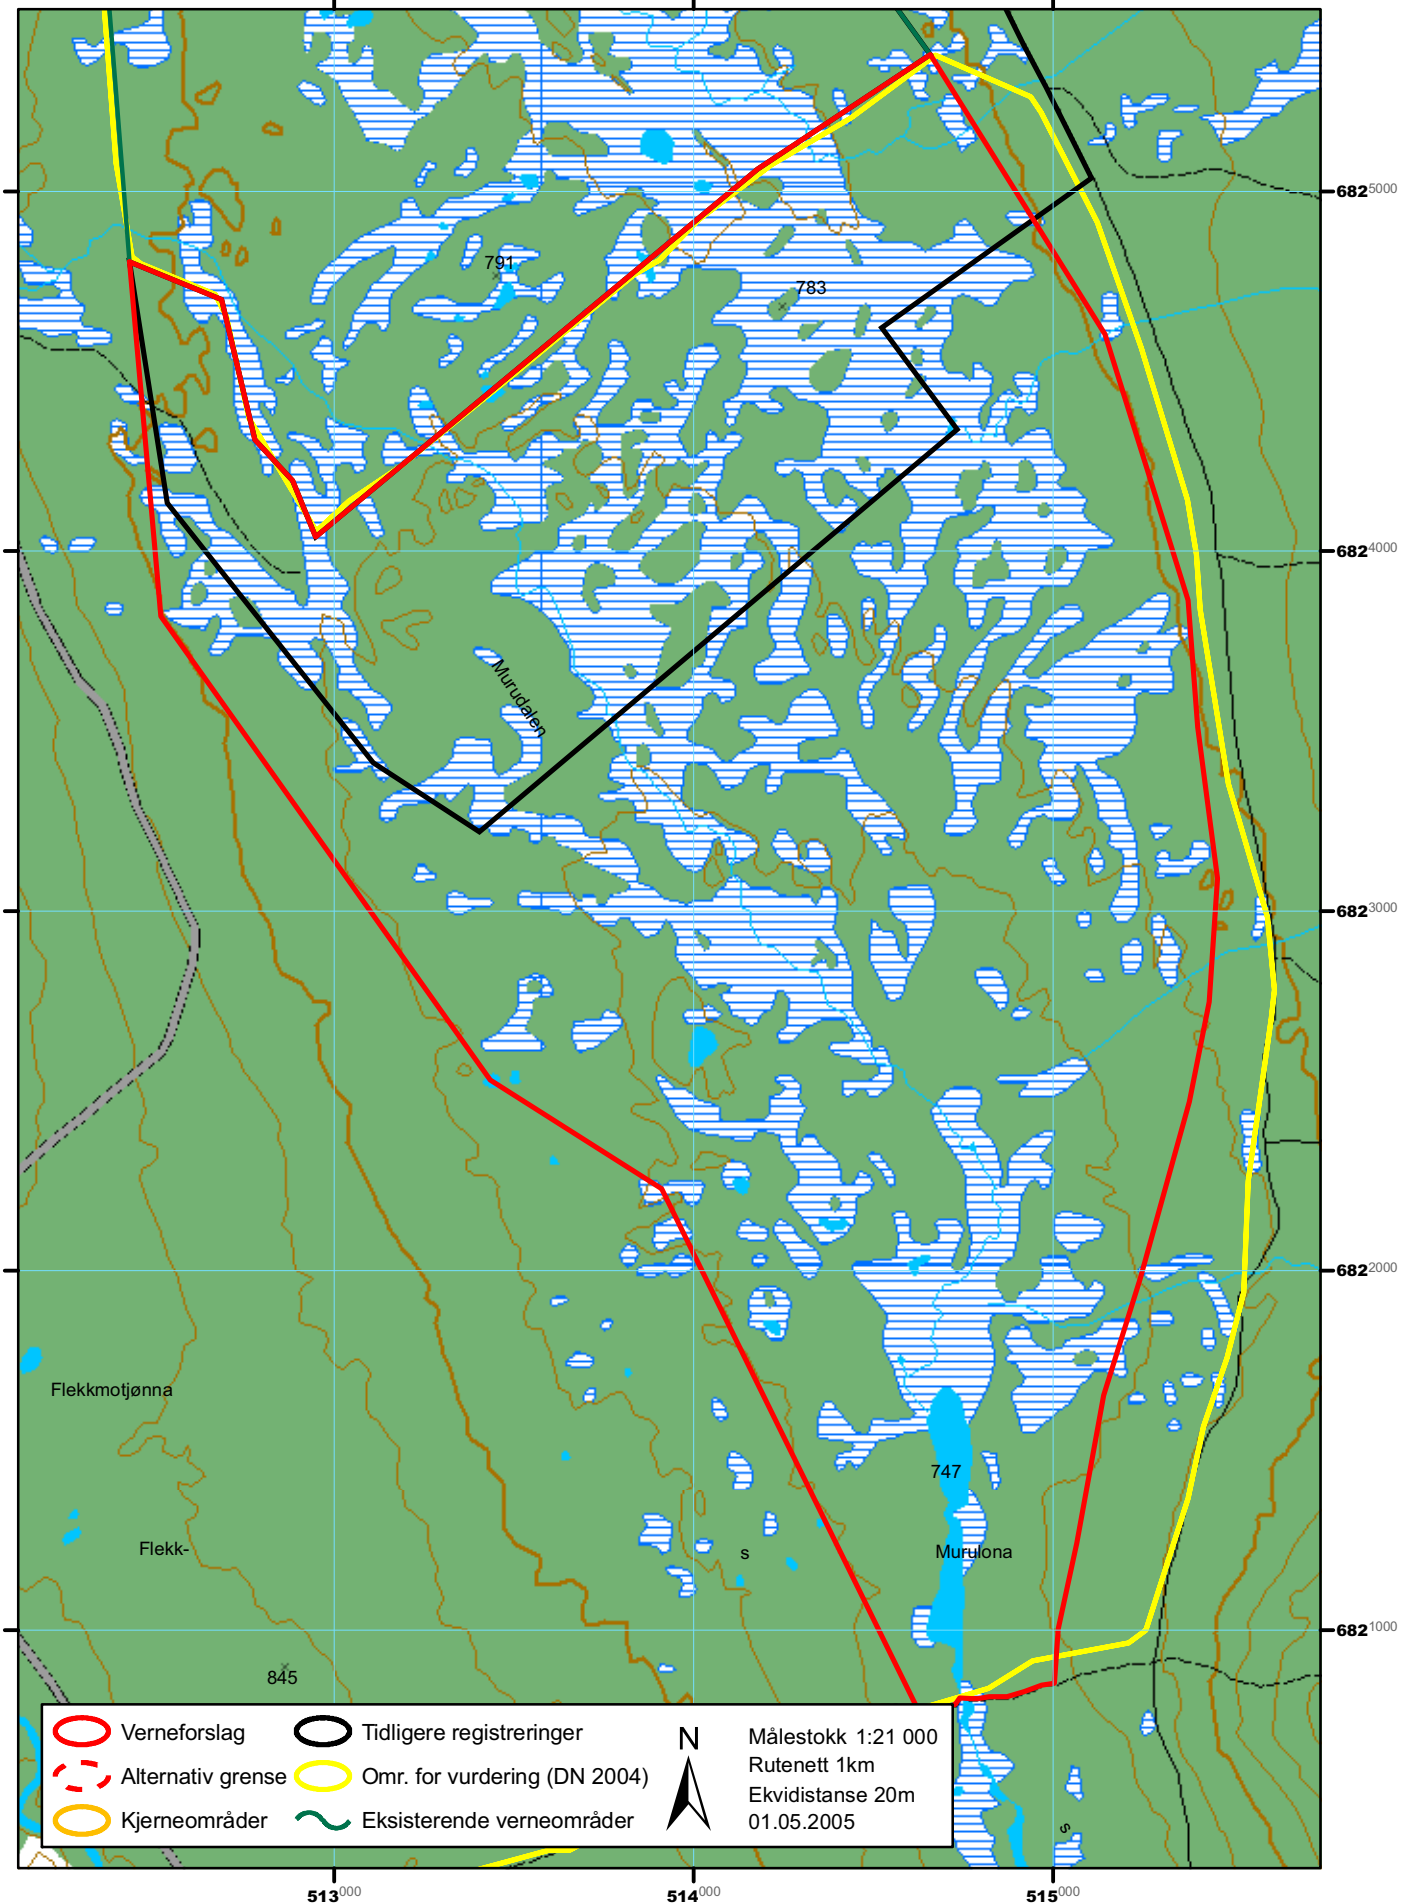 6825000
791
783
6824000
Murudalen
6823000
6822000
Flekkmotjønna
747
Flekk-
s
Murulona
6821000
845
s
Verneforslag
Alternativ grense
Kjerneområder
Tidligere registreringer
Omr. for vurdering (DN 2004)
Eksisterende verneområder
N
Målestokk 1:21 000
Rutenett 1km
Ekvidistanse 20m
01.05.2005
513000
514000
515000